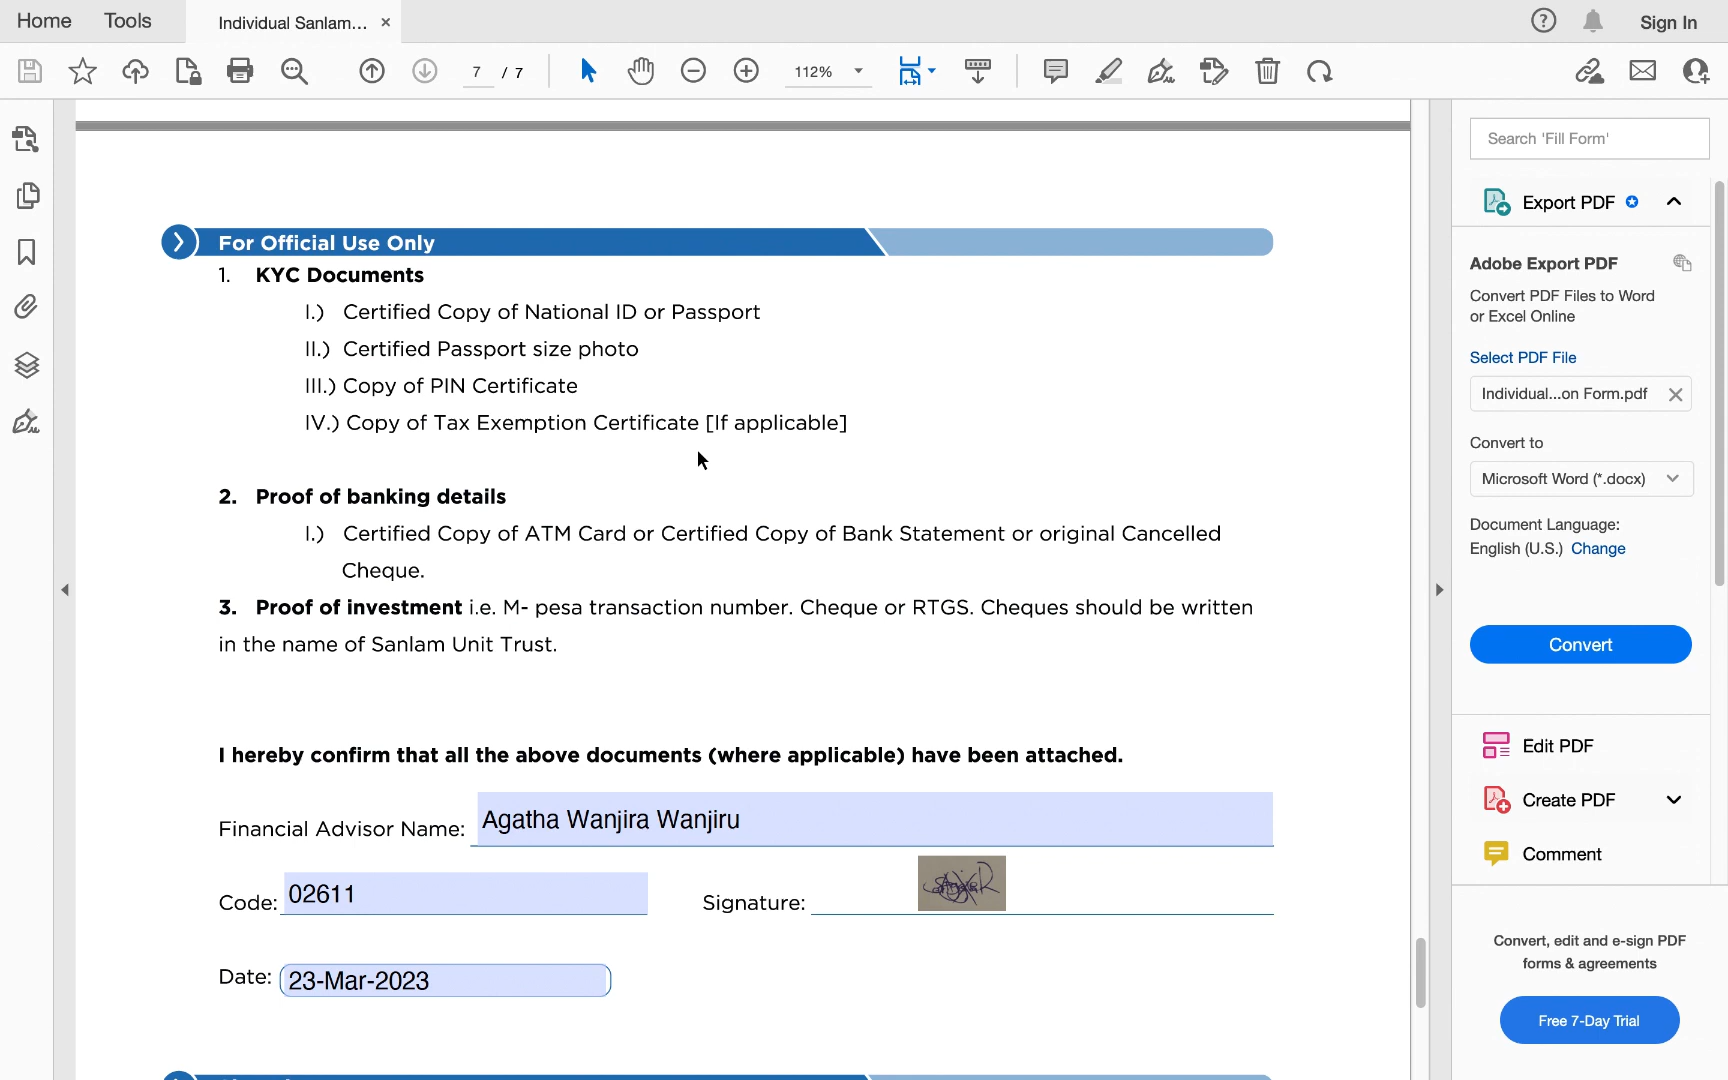 Home Tools Individual Sanlam... × Sign In
7 / 7 112%
Search 'Fill Form'
Export PDF
Adobe Export PDF
Convert PDF Files to Word
or Excel Online
Select PDF File
Individual...on Form.pdf
Convert to
Microsoft Word (*.docx)
Document Language:
English (U.S.) Change
Convert
Edit PDF
Create PDF
Comment
Convert, edit and e-sign PDF
forms & agreements
Free 7-Day Trial
For Official Use Only
1. KYC Documents
I.) Certified Copy of National ID or Passport
II.) Certified Passport size photo
III.) Copy of PIN Certificate
IV.) Copy of Tax Exemption Certificate [If applicable]
2. Proof of banking details
I.) Certified Copy of ATM Card or Certified Copy of Bank Statement or original Cancelled
Cheque.
3. Proof of investment i.e. M- pesa transaction number. Cheque or RTGS. Cheques should be written
in the name of Sanlam Unit Trust.
I hereby confirm that all the above documents (where applicable) have been attached.
Financial Advisor Name: Agatha Wanjira Wanjiru
Code: 02611 Signature:
Date: 23-Mar-2023